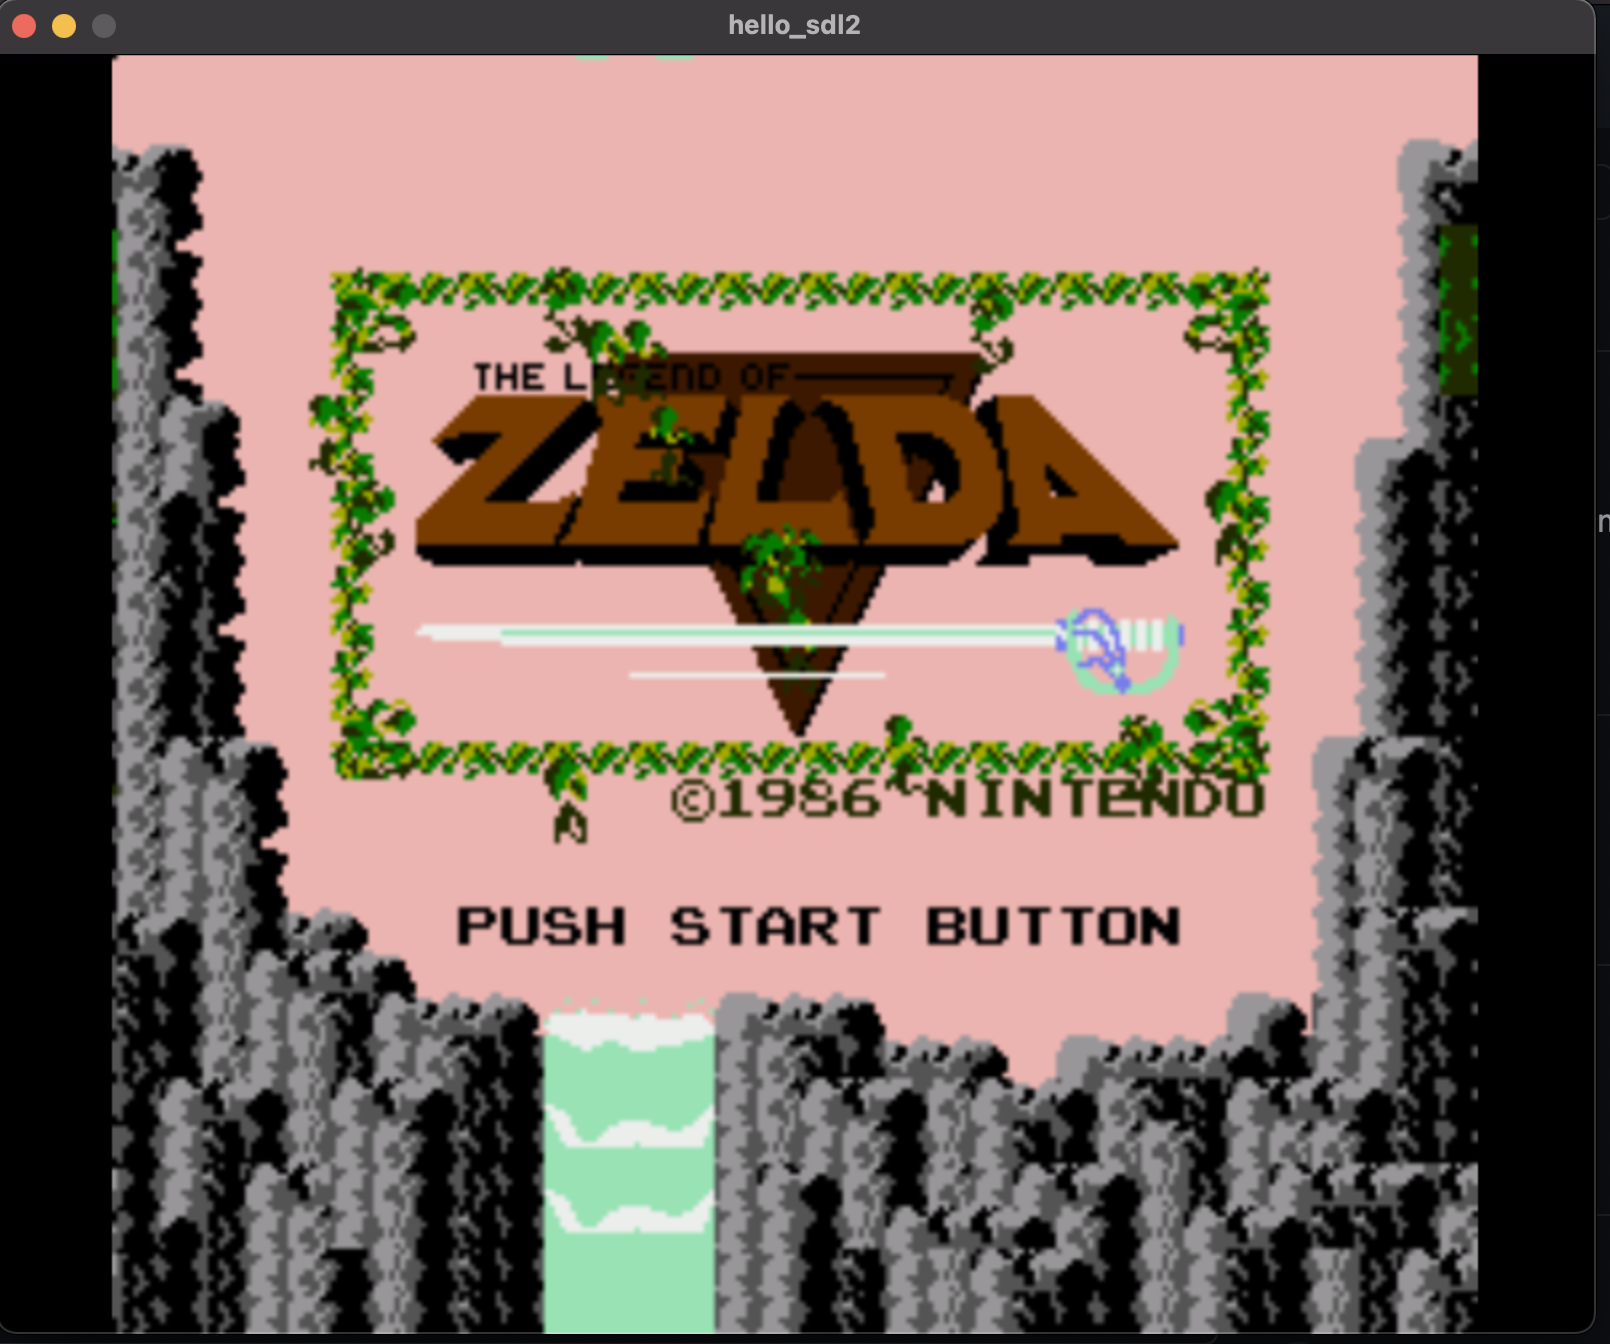 hello_sdl2
THE LEGEND OF
ZELDA
©1986 NINTENDO
PUSH START BUTTON